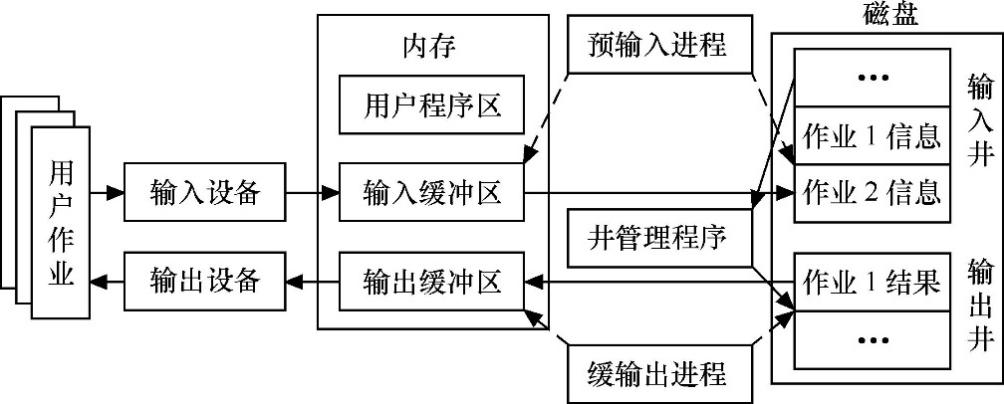 磁盘
内存
预输入进程
•••
输入井
用户程序区
作业 1 信息
用户作业
输入设备
输入缓冲区
作业 2 信息
井管理程序
输出设备
输出缓冲区
作业 1 结果
输出井
•••
缓输出进程